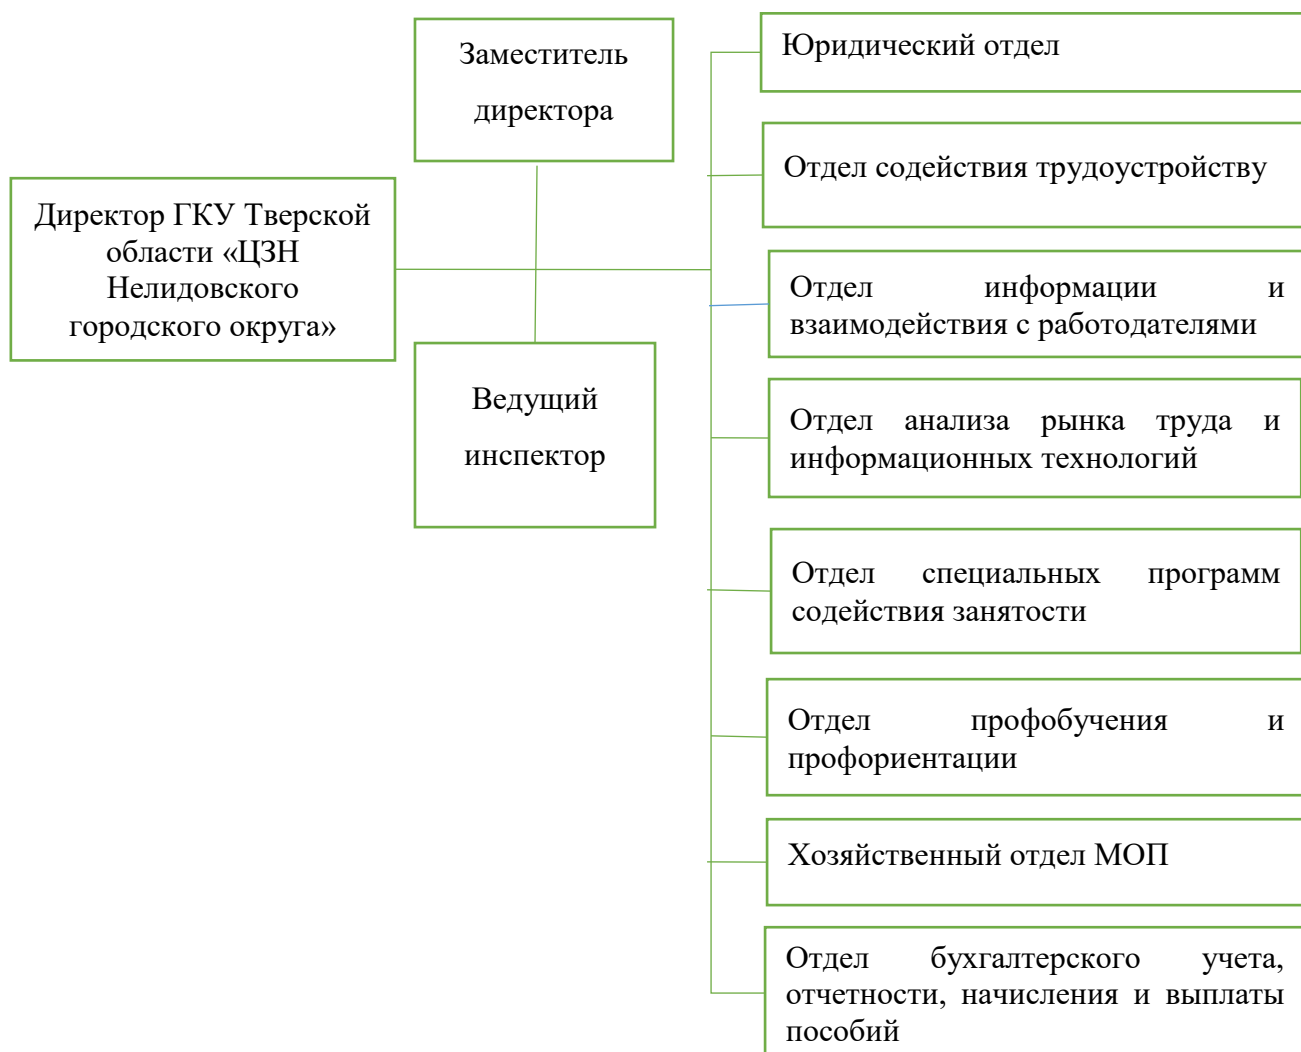 Заместитель
директора
Директор ГКУ Тверской
области «ЦЗН
Нелидовского
городского округа»
Ведущий
инспектор
Юридический отдел
Отдел содействия трудоустройству
Отдел информации и
взаимодействия с работодателями
Отдел анализа рынка труда и
информационных технологий
Отдел специальных программ
содействия занятости
Отдел профобучения и
профориентации
Хозяйственный отдел МОП
Отдел бухгалтерского учета,
отчетности, начисления и выплаты
пособий